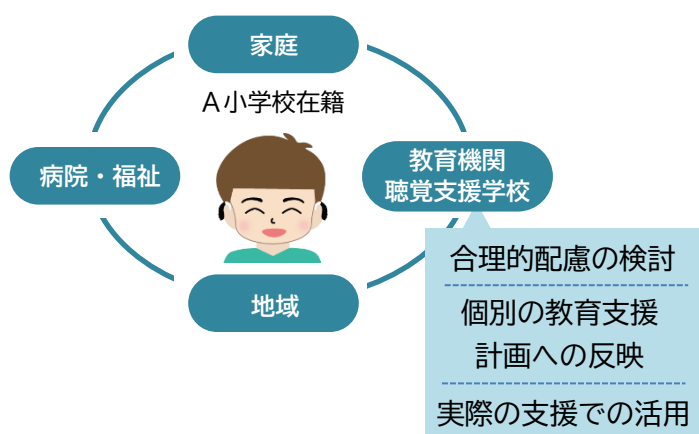 家庭
A小学校在籍
病院・福祉
教育機関
聴覚支援学校
地域
合理的配慮の検討
個別の教育支援
計画への反映
実際の支援での活用